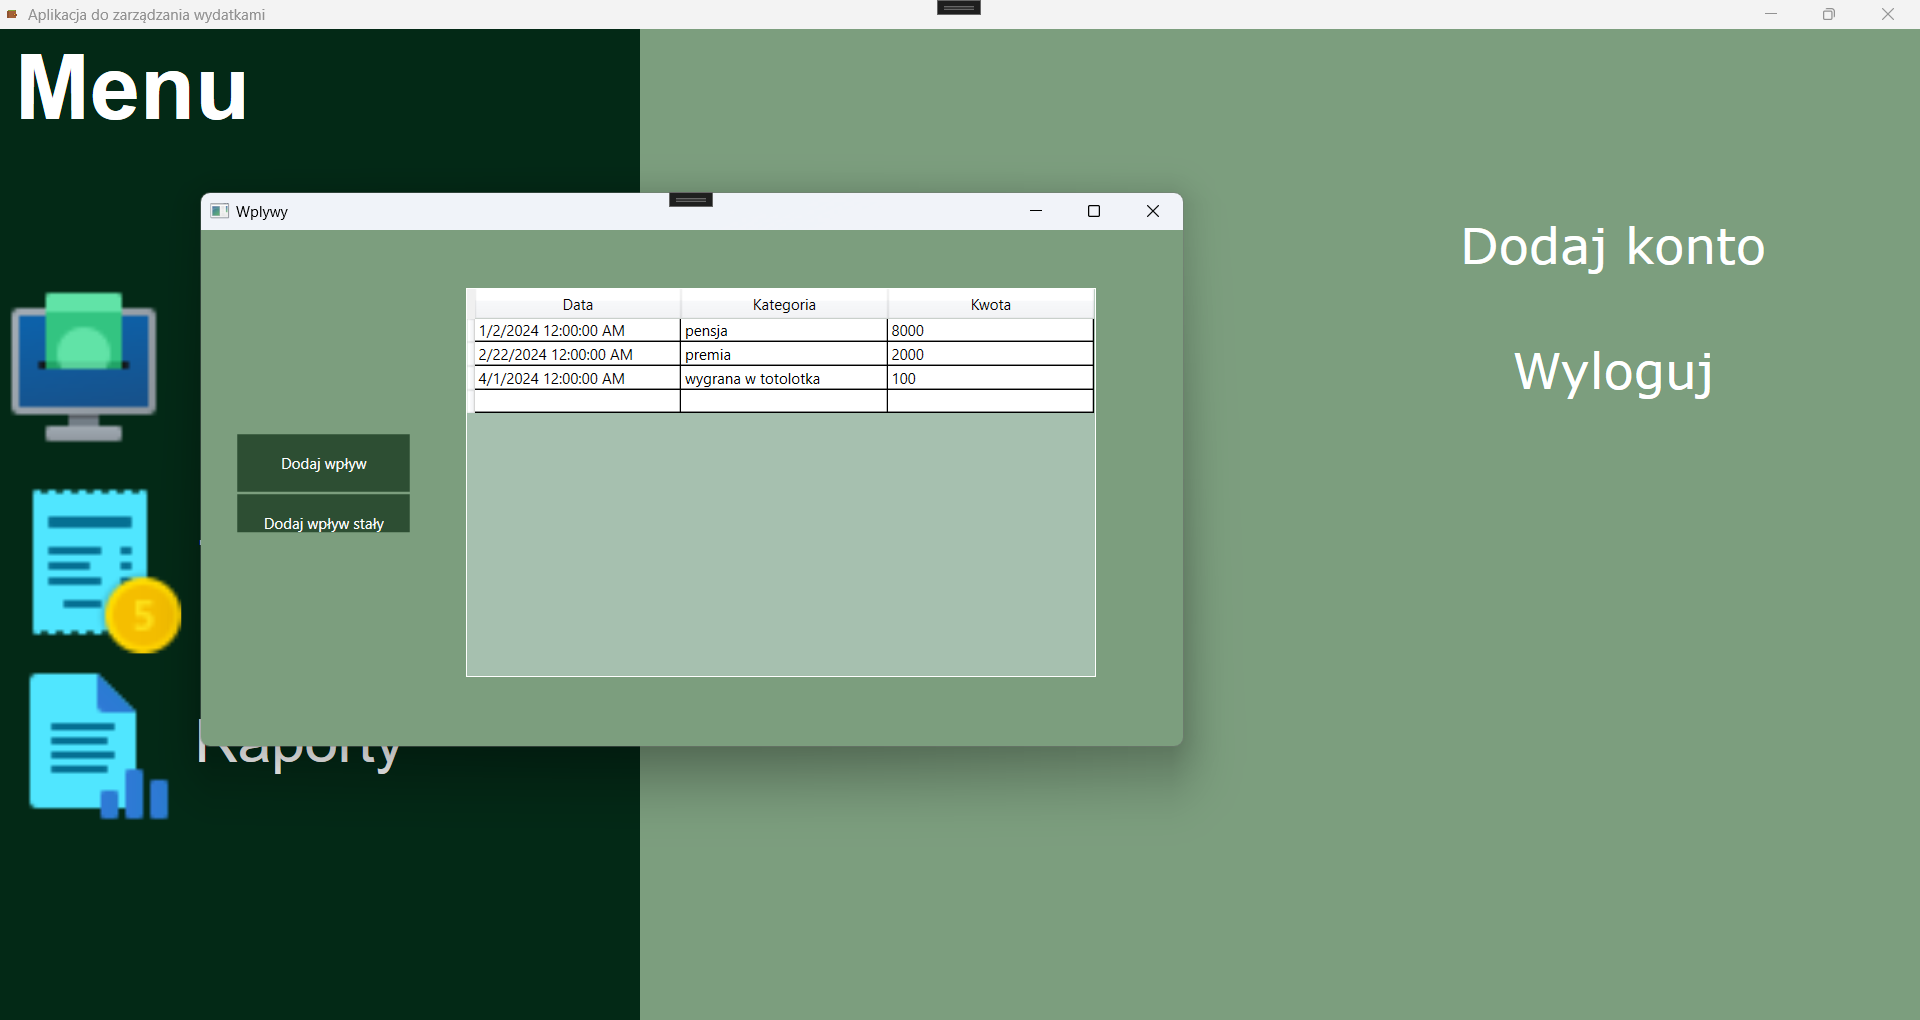 Aplikacja do zarządzania wydatkami
Menu
Dodaj konto
Wyloguj
Wplywy
Data Kategoria Kwota
1/2/2024 12:00:00 AM pensja 8000
2/22/2024 12:00:00 AM premia 2000
4/1/2024 12:00:00 AM wygrana w totolotka 100
Dodaj wpływ
Dodaj wpływ stały
5
Raporty